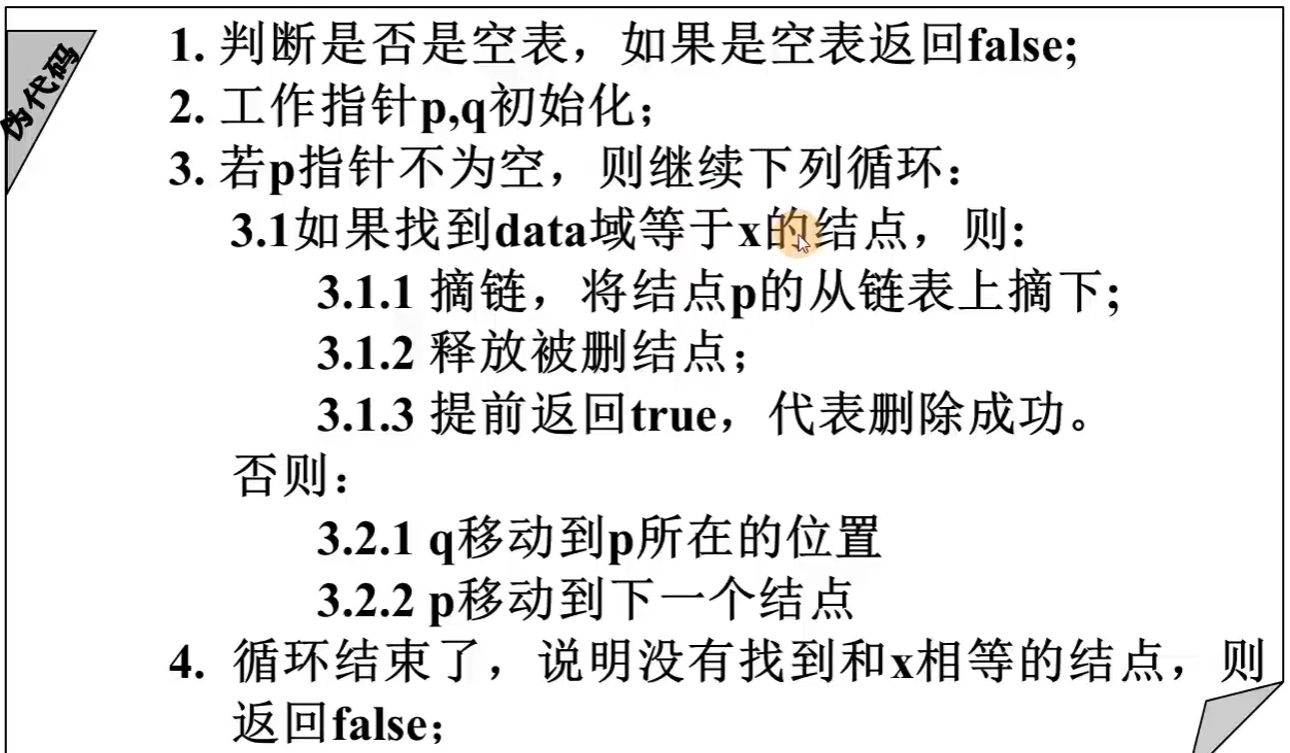 伪代码
1. 判断是否是空表，如果是空表返回false;
2. 工作指针p,q初始化；
3. 若p指针不为空，则继续下列循环：
3.1如果找到data域等于x的结点，则:
3.1.1 摘链，将结点p的从链表上摘下;
3.1.2 释放被删结点；
3.1.3 提前返回true，代表删除成功。
否则：
3.2.1 q移动到p所在的位置
3.2.2 p移动到下一个结点
4. 循环结束了，说明没有找到和x相等的结点，则
返回false；